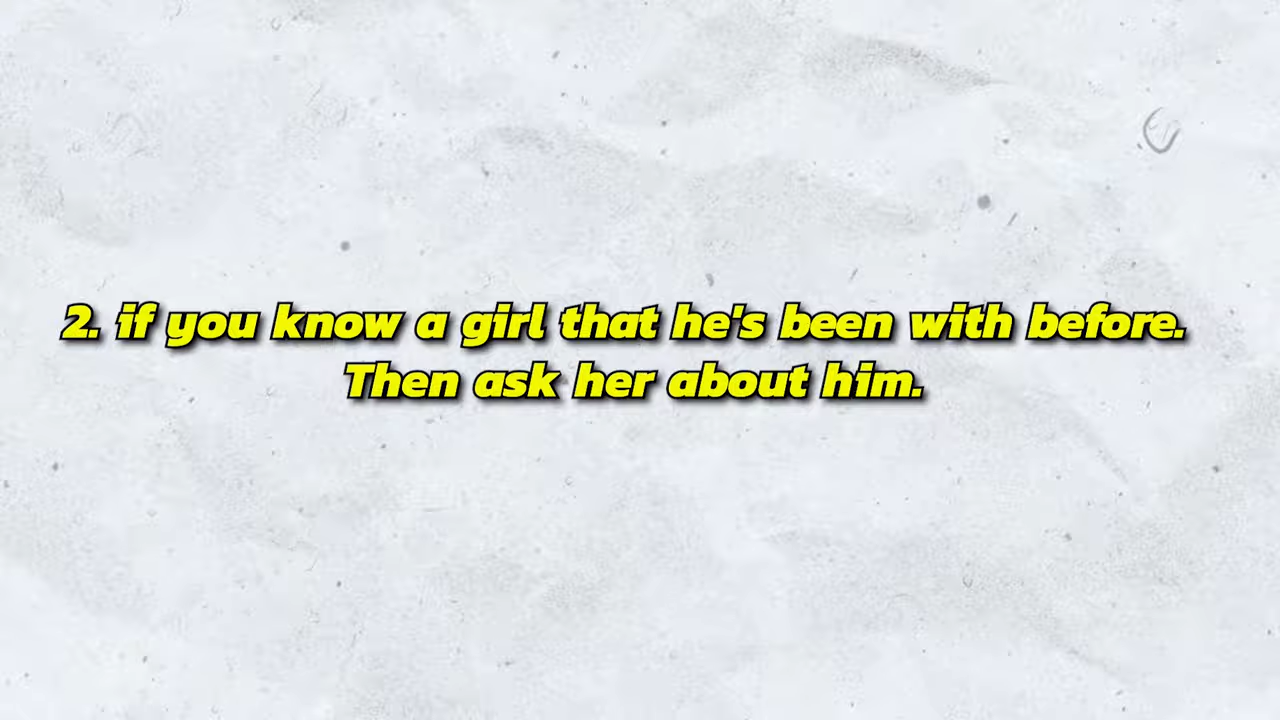 2. if you know a girl that he's been with before.
Then ask her about him.